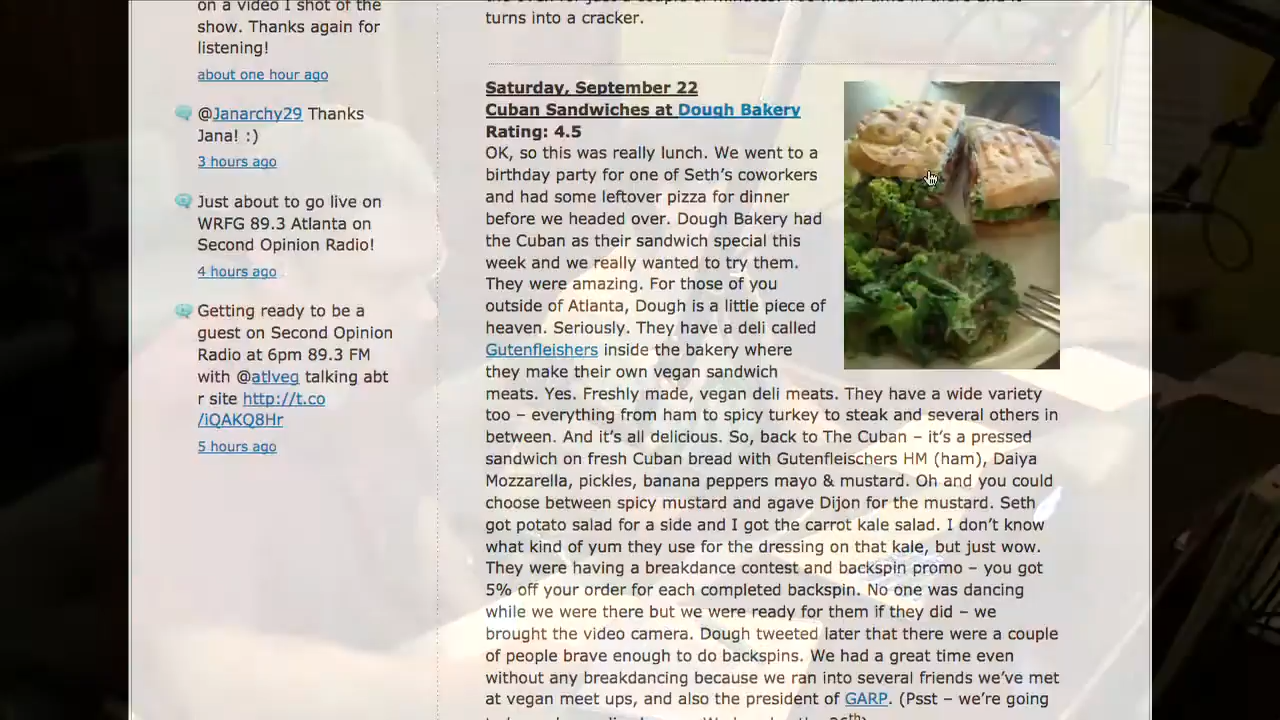 on a video I shot of the
show. Thanks again for
listening!
about one hour ago
@Janarchy29 Thanks
Jana! :)
3 hours ago
Just about to go live on
WRFG 89.3 Atlanta on
Second Opinion Radio!
4 hours ago
Getting ready to be a
guest on Second Opinion
Radio at 6pm 89.3 FM
with @atlveg talking abt
r site http://t.co
/iQAKQ8Hr
5 hours ago
turns into a cracker.
Saturday, September 22
Cuban Sandwiches at Dough Bakery
Rating: 4.5
OK, so this was really lunch. We went to a
birthday party for one of Seth’s coworkers
and had some leftover pizza for dinner
before we headed over. Dough Bakery had
the Cuban as their sandwich special this
week and we really wanted to try them.
They were amazing. For those of you
outside of Atlanta, Dough is a little piece of
heaven. Seriously. They have a deli called
Gutenfleishers inside the bakery where
they make their own vegan sandwich
meats. Yes. Freshly made, vegan deli meats. They have a wide variety
too – everything from ham to spicy turkey to steak and several others in
between. And it’s all delicious. So, back to The Cuban – it’s a pressed
sandwich on fresh Cuban bread with Gutenfleischers HM (ham), Daiya
Mozzarella, pickles, banana peppers mayo & mustard. Oh and you could
choose between spicy mustard and agave Dijon for the mustard. Seth
got potato salad for a side and I got the carrot kale salad. I don’t know
what kind of yum they use for the dressing on that kale, but just wow.
They were having a breakdance contest and backspin promo – you got
5% off your order for each completed backspin. No one was dancing
while we were there but we were ready for them if they did – we
brought the video camera. Dough tweeted later that there were a couple
of people brave enough to do backspins. We had a great time even
without any breakdancing because we ran into several friends we’ve met
at vegan meet ups, and also the president of GARP. (Psst – we’re going